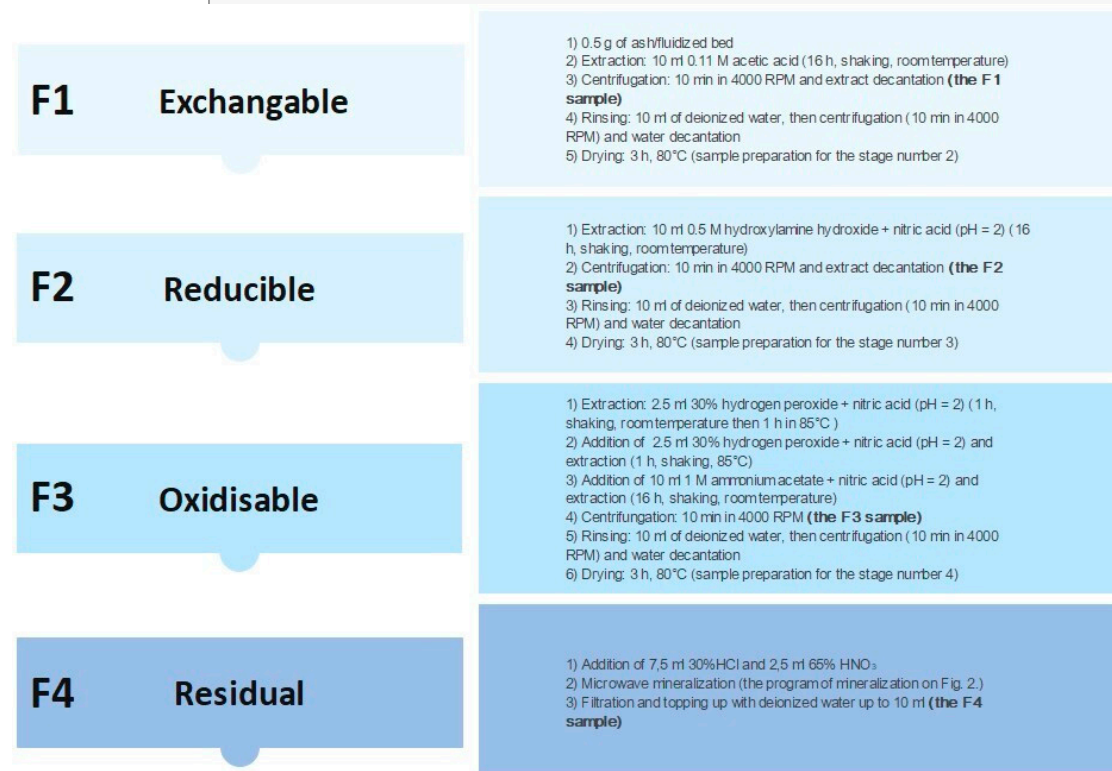 F1 Exchangable
1) 0.5 g of ash/fluidized bed
2) Extraction: 10 ml 0.11 M acetic acid (16 h, shaking, room temperature)
3) Centrifugation: 10 min in 4000 RPM and extract decantation (the F1
sample)
4) Rinsing: 10 ml of deionized water, then centrifugation (10 min in 4000
RPM) and water decantation
5) Drying: 3 h, 80°C (sample preparation for the stage number 2)
F2 Reducible
1) Extraction: 10 ml 0.5 M hydroxylamine hydroxide + nitric acid (pH = 2) (16
h, shaking, room temperature)
2) Centrifugation: 10 min in 4000 RPM and extract decantation (the F2
sample)
3) Rinsing: 10 ml of deionized water, then centrifugation (10 min in 4000
RPM) and water decantation
4) Drying: 3 h, 80°C (sample preparation for the stage number 3)
F3 Oxidisable
1) Extraction: 2.5 ml 30% hydrogen peroxide + nitric acid (pH = 2) (1 h,
shaking, room temperature then 1 h in 85°C )
2) Addition of 2.5 ml 30% hydrogen peroxide + nitric acid (pH = 2) and
extraction (1 h, shaking, 85°C)
3) Addition of 10 ml 1 M ammonium acetate + nitric acid (pH = 2) and
extraction (16 h, shaking, room temperature)
4) Centrifungation: 10 min in 4000 RPM (the F3 sample)
5) Rinsing: 10 ml of deionized water, then centrifugation (10 min in 4000
RPM) and water decantation
6) Drying: 3 h, 80°C (sample preparation for the stage number 4)
F4 Residual
1) Addition of 7,5 ml 30%HCl and 2,5 ml 65% HNO₃
2) Microwave mineralization (the program of mineralization on Fig. 2.)
3) Filtration and topping up with deionized water up to 10 ml (the F4
sample)